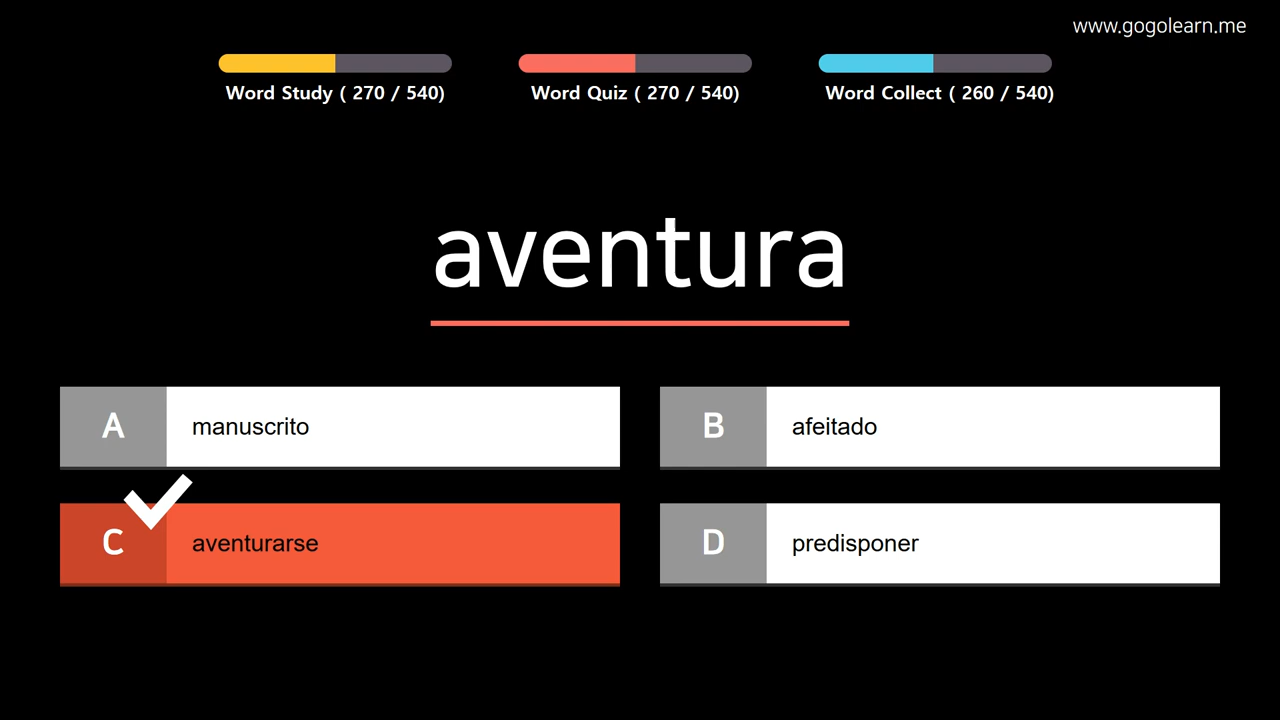 www.gogolearn.me
Word Study ( 270 / 540)
Word Quiz ( 270 / 540)
Word Collect ( 260 / 540)
aventura
A manuscrito
B afeitado
C aventurarse
D predisponer